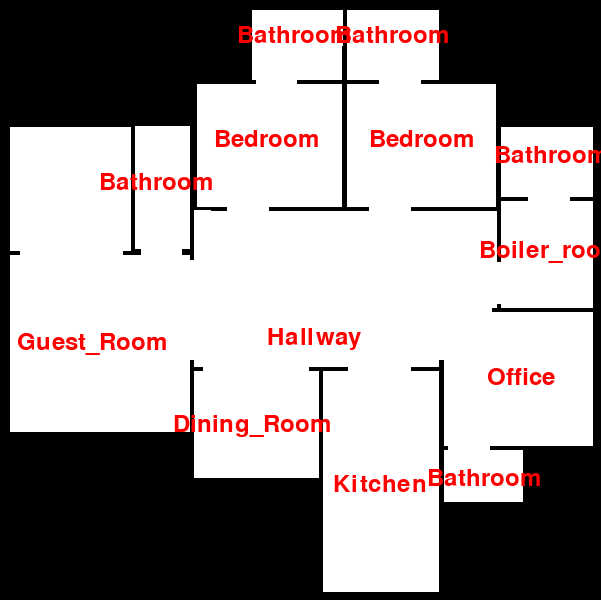 Bathroom
Bathroom
Bedroom
Bedroom
Bathroom
Bathroom
Boiler_roo
Guest_Room
Hallway
Office
Dining_Room
Kitchen
Bathroom